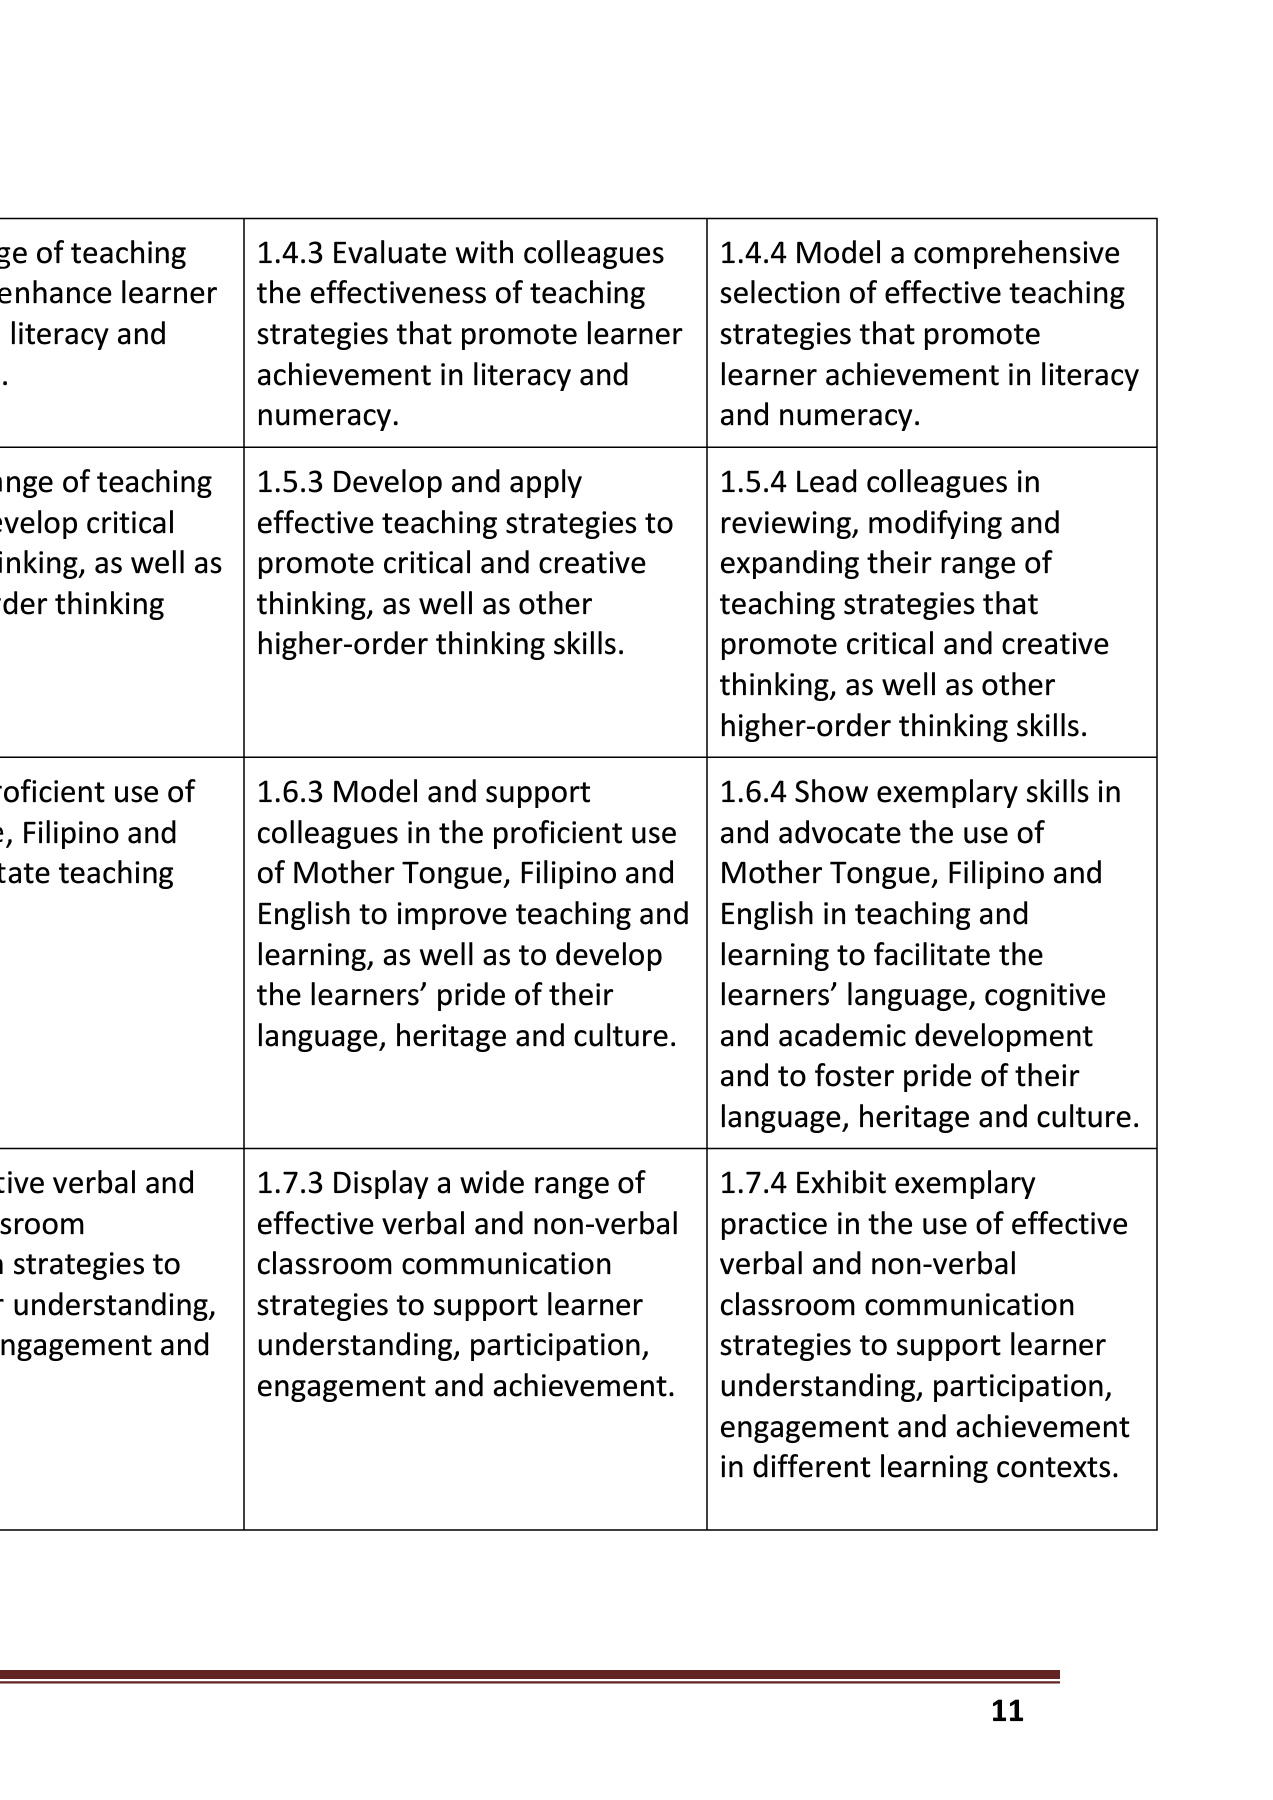 ge of teaching
enhance learner
literacy and
.
1.4.3 Evaluate with colleagues
the effectiveness of teaching
strategies that promote learner
achievement in literacy and
numeracy.
1.4.4 Model a comprehensive
selection of effective teaching
strategies that promote
learner achievement in literacy
and numeracy.
ange of teaching
evelop critical
inking, as well as
rder thinking
1.5.3 Develop and apply
effective teaching strategies to
promote critical and creative
thinking, as well as other
higher-order thinking skills.
1.5.4 Lead colleagues in
reviewing, modifying and
expanding their range of
teaching strategies that
promote critical and creative
thinking, as well as other
higher-order thinking skills.
roficient use of
e, Filipino and
tate teaching
1.6.3 Model and support
colleagues in the proficient use
of Mother Tongue, Filipino and
English to improve teaching and
learning, as well as to develop
the learners’ pride of their
language, heritage and culture.
1.6.4 Show exemplary skills in
and advocate the use of
Mother Tongue, Filipino and
English in teaching and
learning to facilitate the
learners’ language, cognitive
and academic development
and to foster pride of their
language, heritage and culture.
tive verbal and
sroom
n strategies to
r understanding,
ngagement and
1.7.3 Display a wide range of
effective verbal and non-verbal
classroom communication
strategies to support learner
understanding, participation,
engagement and achievement.
1.7.4 Exhibit exemplary
practice in the use of effective
verbal and non-verbal
classroom communication
strategies to support learner
understanding, participation,
engagement and achievement
in different learning contexts.
11